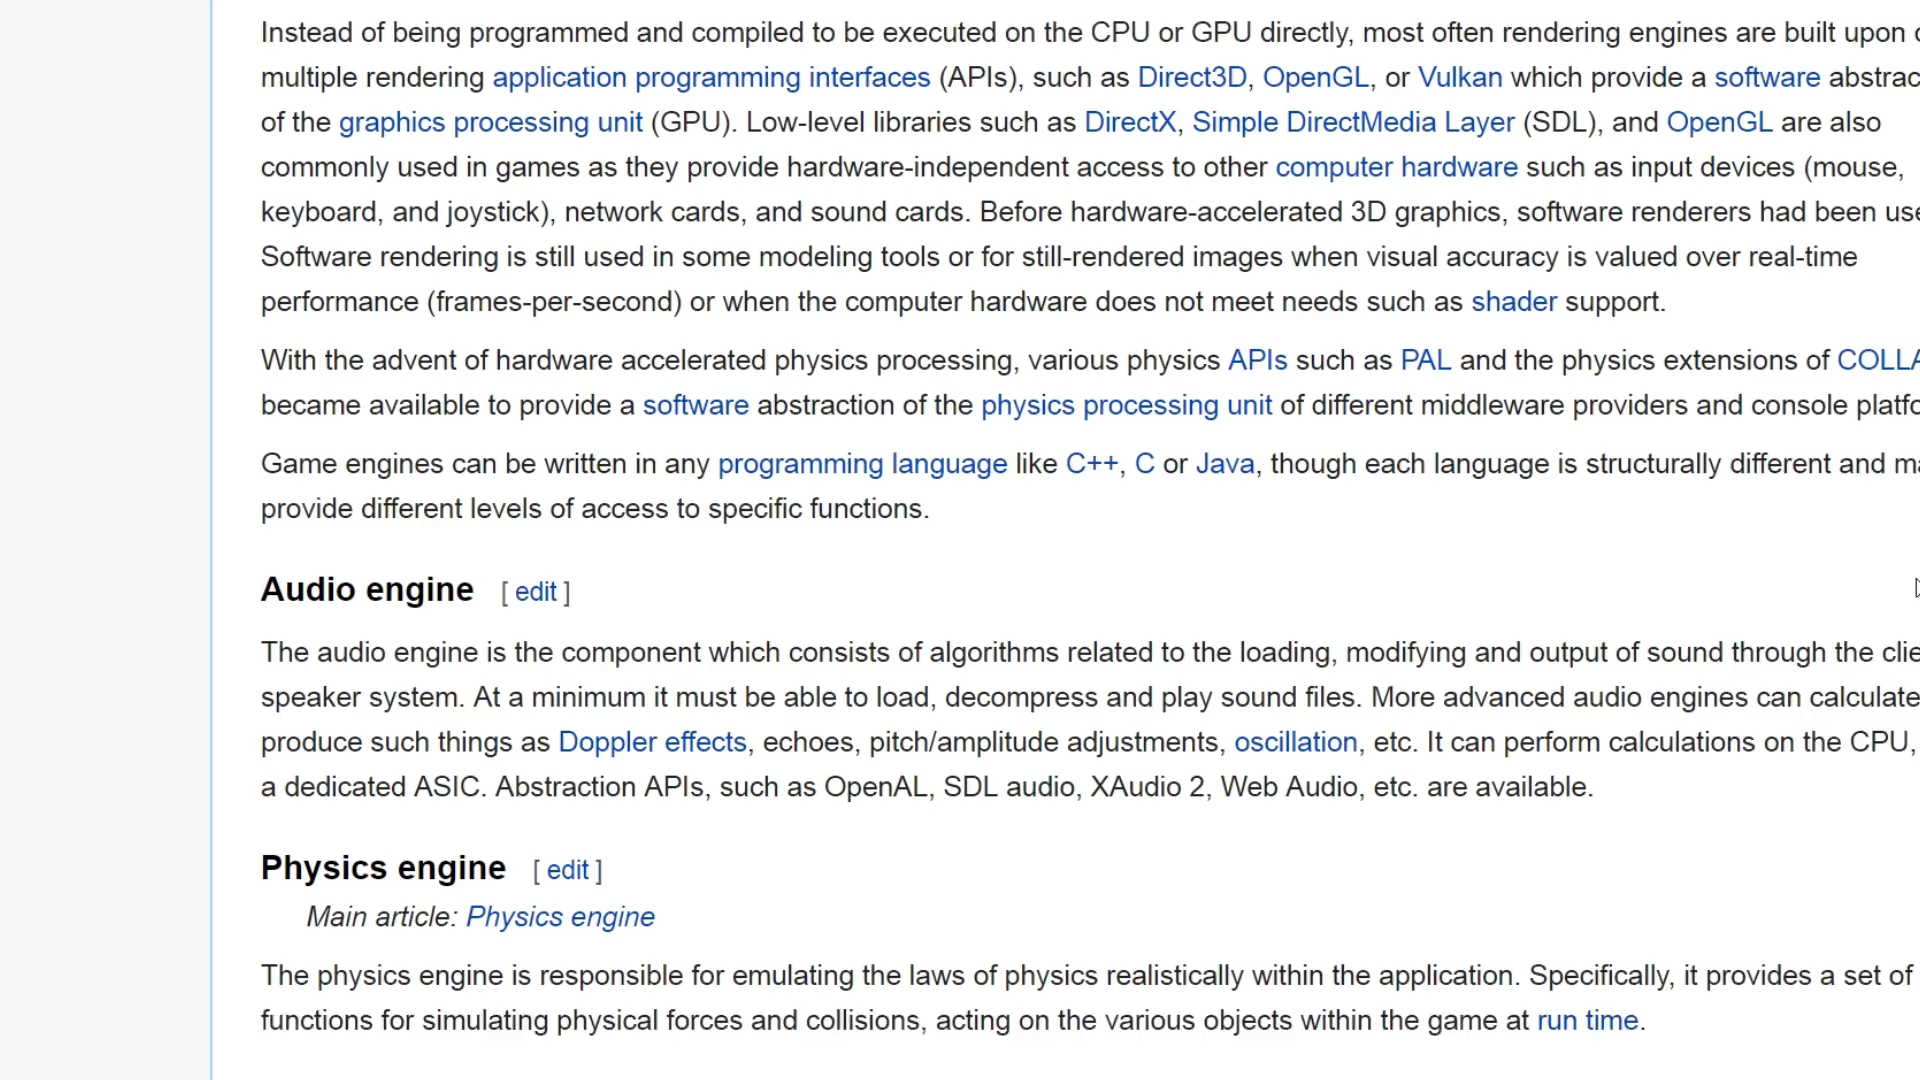 Instead of being programmed and compiled to be executed on the CPU or GPU directly, most often rendering engines are built upon
multiple rendering application programming interfaces (APIs), such as Direct3D, OpenGL, or Vulkan which provide a software
of the graphics processing unit (GPU). Low-level libraries such as DirectX, Simple DirectMedia Layer (SDL), and OpenGL are also
commonly used in games as they provide hardware-independent access to other computer hardware such as input devices (mouse,
keyboard, and joystick), network cards, and sound cards. Before hardware-accelerated 3D graphics, software renderers had been
Software rendering is still used in some modeling tools or for still-rendered images when visual accuracy is valued over real-time
performance (frames-per-second) or when the computer hardware does not meet needs such as shader support.
With the advent of hardware accelerated physics processing, various physics APIs such as PAL and the physics extensions of
became available to provide a software abstraction of the physics processing unit of different middleware providers and console
Game engines can be written in any programming language like C++, C or Java, though each language is structurally different and
provide different levels of access to specific functions.
Audio engine [ edit ]
The audio engine is the component which consists of algorithms related to the loading, modifying and output of sound through the
speaker system. At a minimum it must be able to load, decompress and play sound files. More advanced audio engines can calculate
produce such things as Doppler effects, echoes, pitch/amplitude adjustments, oscillation, etc. It can perform calculations on the CPU,
a dedicated ASIC. Abstraction APIs, such as OpenAL, SDL audio, XAudio 2, Web Audio, etc. are available.
Physics engine [ edit ]
Main article: Physics engine
The physics engine is responsible for emulating the laws of physics realistically within the application. Specifically, it provides a set of
functions for simulating physical forces and collisions, acting on the various objects within the game at run time.